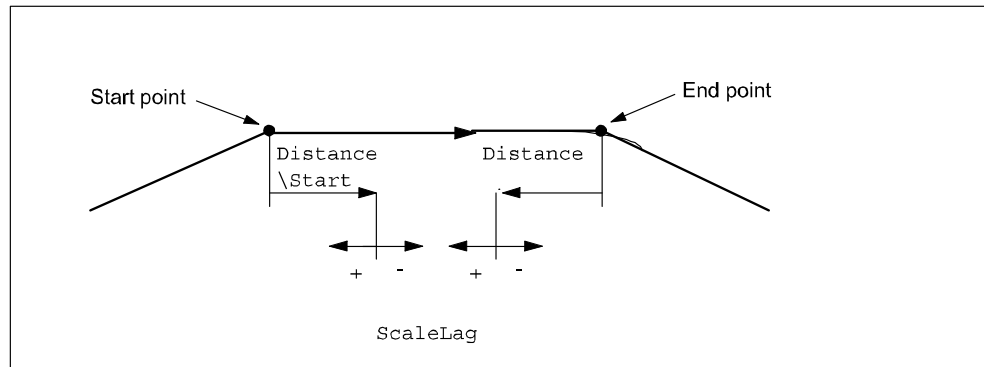 Start point
End point
Distance
\Start
Distance
+ -
+ -
ScaleLag